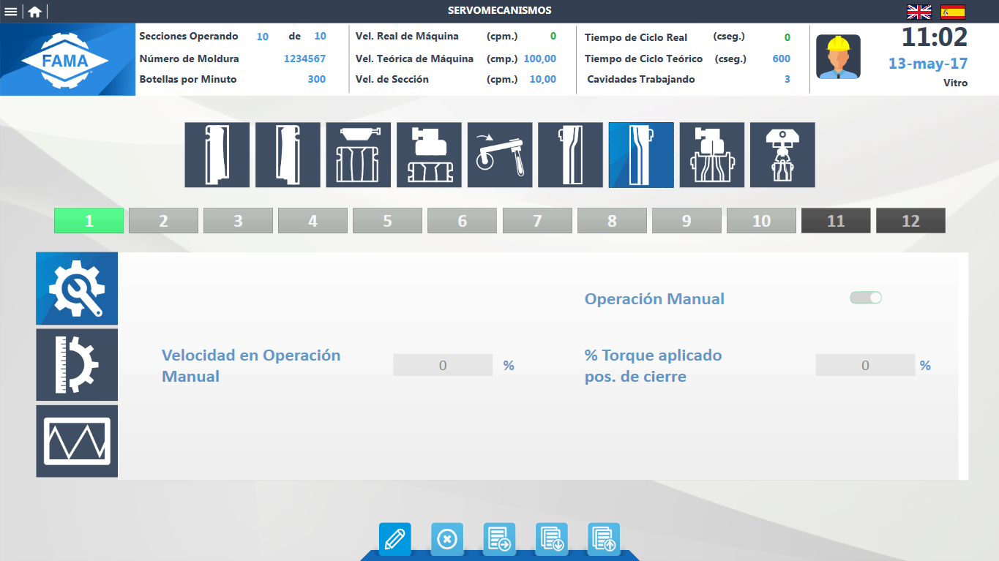 SERVOMECANISMOS
FAMA
Secciones Operando 10 de 10
Número de Moldura 1234567
Botellas por Minuto 300
Vel. Real de Máquina (cpm.) 0
Vel. Teórica de Máquina (cmp.) 100,00
Vel. de Sección (cpm.) 10,00
Tiempo de Ciclo Real (cseg.) 0
Tiempo de Ciclo Teórico (cseg.) 600
Cavidades Trabajando 3
11:02
13-may-17
Vitro
1 2 3 4 5 6 7 8 9 10 11 12
Operación Manual
Velocidad en Operación
Manual
0 %
% Torque aplicado
pos. de cierre
0 %